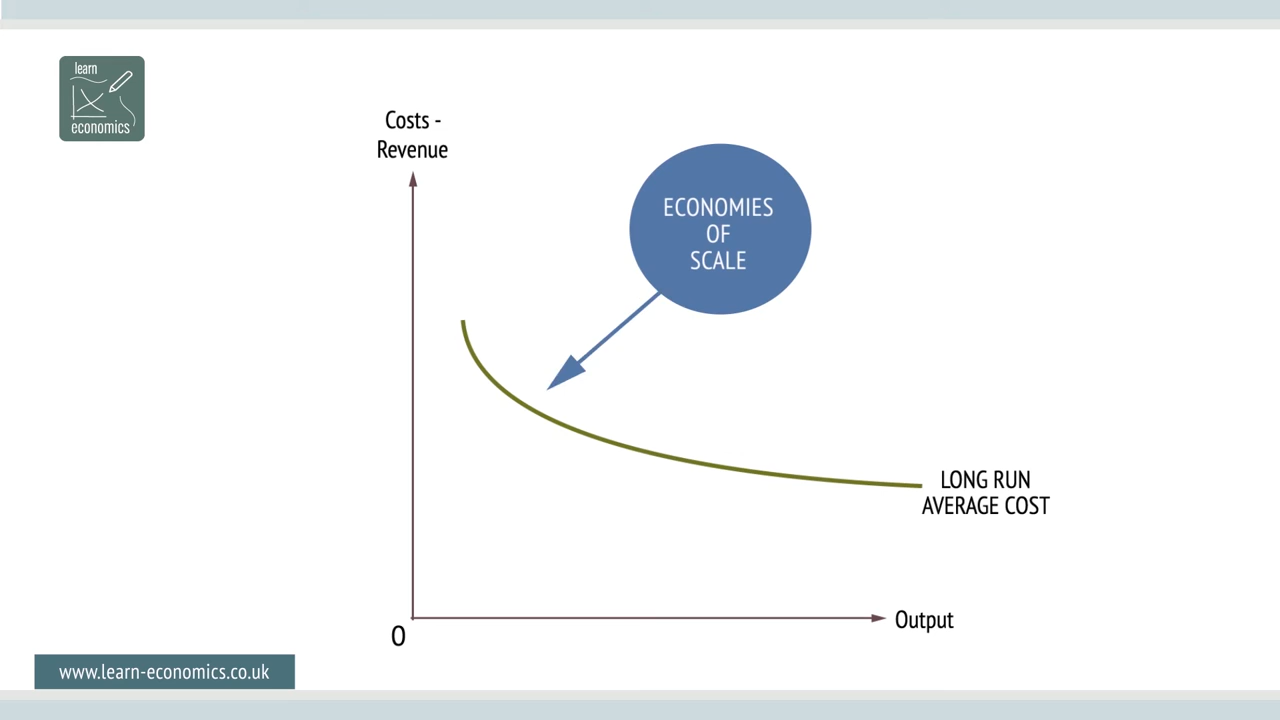 learn
economics
Costs -
Revenue
ECONOMIES
OF
SCALE
LONG RUN
AVERAGE COST
Output
0
www.learn-economics.co.uk